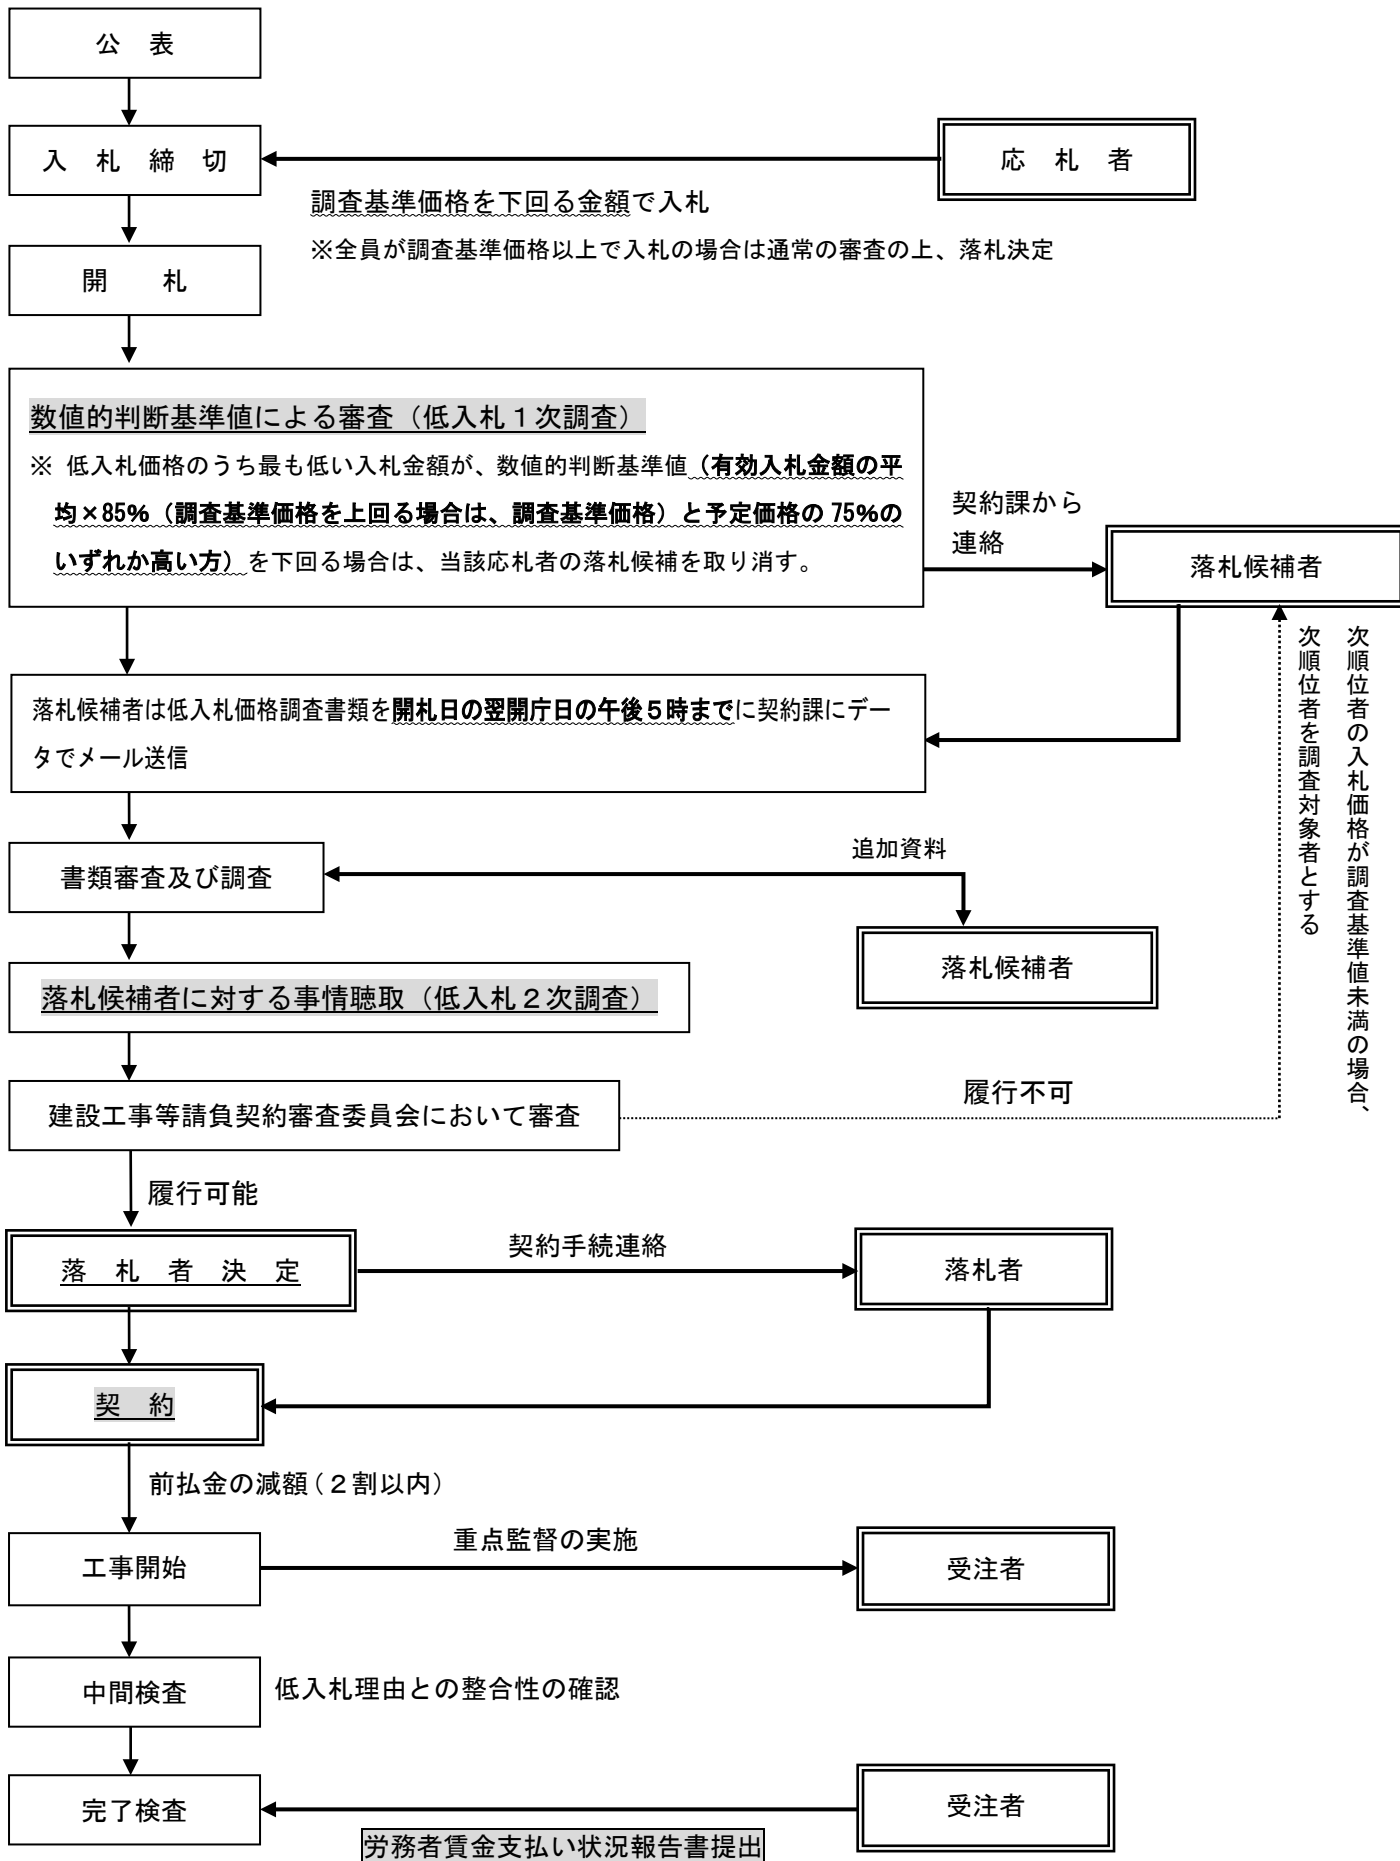 公　表
入　札　締　切
応　札　者
調査基準価格を下回る金額で入札
※全員が調査基準価格以上で入札の場合は通常の審査の上、落札決定
開　　札
数値的判断基準値による審査（低入札１次調査）
※ 低入札価格のうち最も低い入札金額が、数値的判断基準値（有効入札金額の平
均×85%（調査基準価格を上回る場合は、調査基準価格）と予定価格の 75%の
いずれか高い方）を下回る場合は、当該応札者の落札候補を取り消す。
契約課から
連絡
落札候補者
次順位者の入札価格が調査基準値未満の場合、
次順位者を調査対象者とする
落札候補者は低入札価格調査書類を開札日の翌開庁日の午後５時までに契約課にデー
タでメール送信
書類審査及び調査
追加資料
落札候補者
落札候補者に対する事情聴取（低入札２次調査）
建設工事等請負契約審査委員会において審査
履行不可
履行可能
落　札　者　決　定
契約手続連絡
落札者
契　約
前払金の減額（２割以内）
工事開始
重点監督の実施
受注者
中間検査
低入札理由との整合性の確認
完了検査
受注者
労務者賃金支払い状況報告書提出